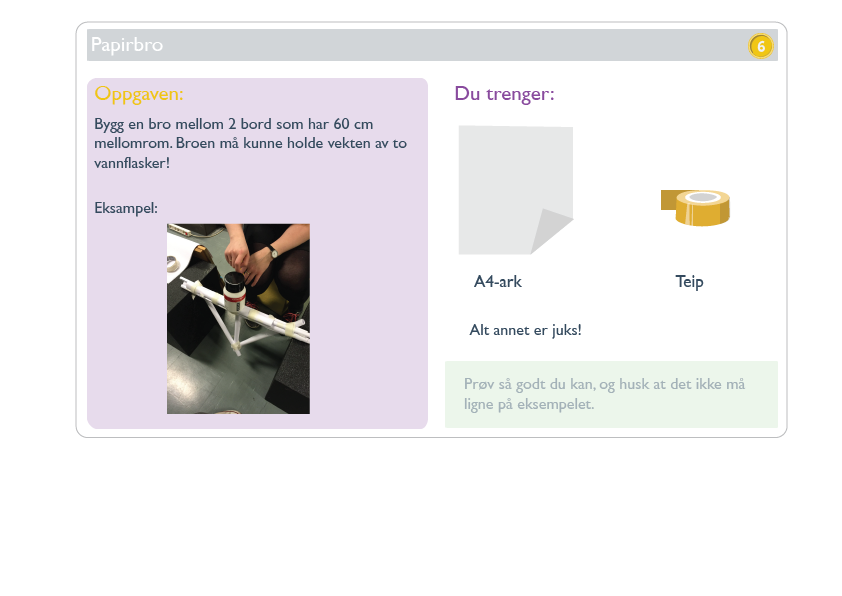 Papirbro
6
Oppgaven:
Bygg en bro mellom 2 bord som har 60 cm
mellomrom. Broen må kunne holde vekten av to
vannflasker!
Eksampel:
Du trenger:
A4-ark
Teip
Alt annet er juks!
Prøv så godt du kan, og husk at det ikke må
ligne på eksempelet.